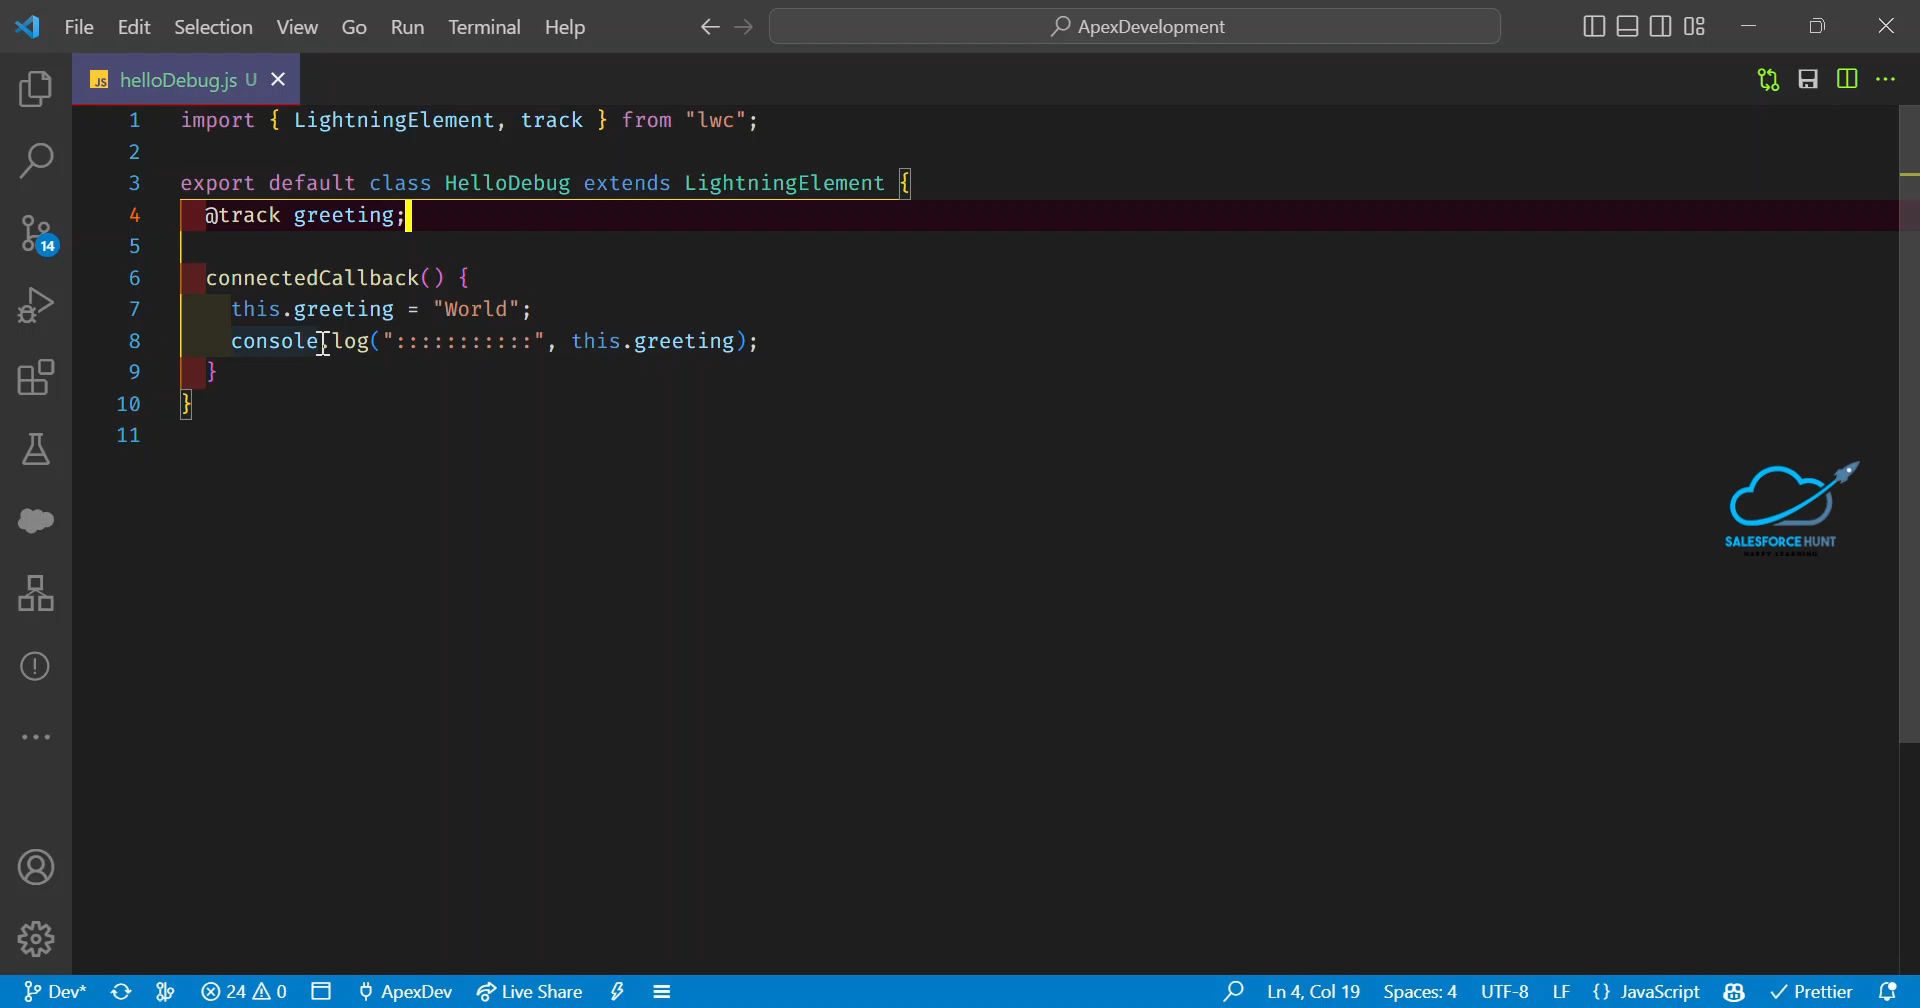 File Edit Selection View Go Run Terminal Help
ApexDevelopment
JS helloDebug.js U
1 import { LightningElement, track } from "lwc";
2
3 export default class HelloDebug extends LightningElement {
4 @track greeting;
5
6 connectedCallback() {
7 this.greeting = "World";
8 console.log(":::::::::::", this.greeting);
9 }
10 }
11
14
SALESFORCE HUNT
HAPPY LEARNING
Dev* 24 0 ApexDev Live Share Ln 4, Col 19 Spaces: 4 UTF-8 LF {} JavaScript Prettier